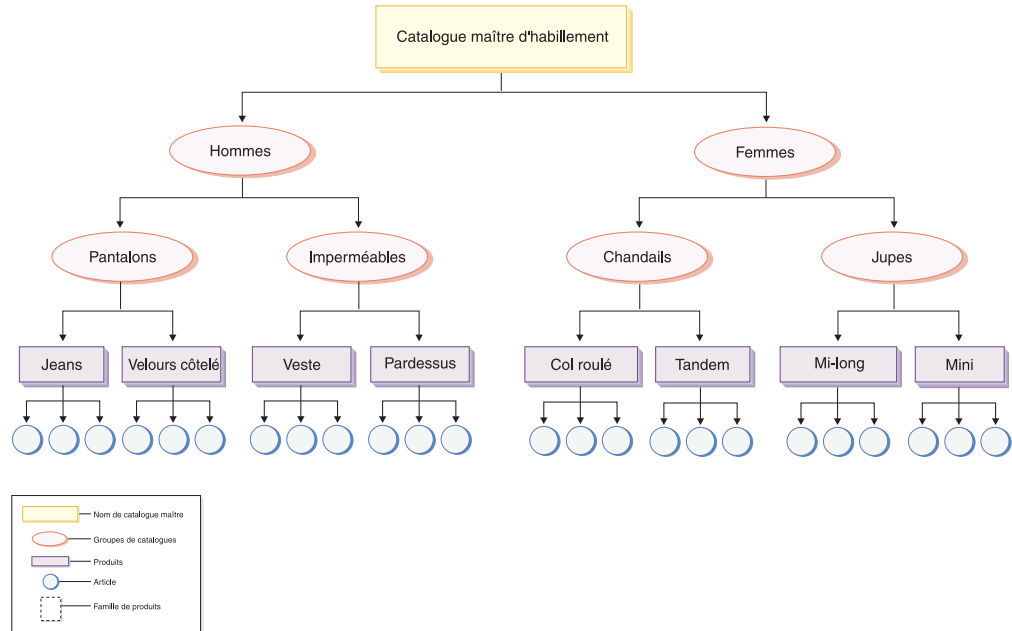 Catalogue maître d'habillement
Hommes
Femmes
Pantalons
Imperméables
Chandails
Jupes
Jeans
Velours côtelé
Veste
Pardessus
Col roulé
Tandem
Mi-long
Mini
Nom de catalogue maître
Groupes de catalogues
Produits
Article
Famille de produits